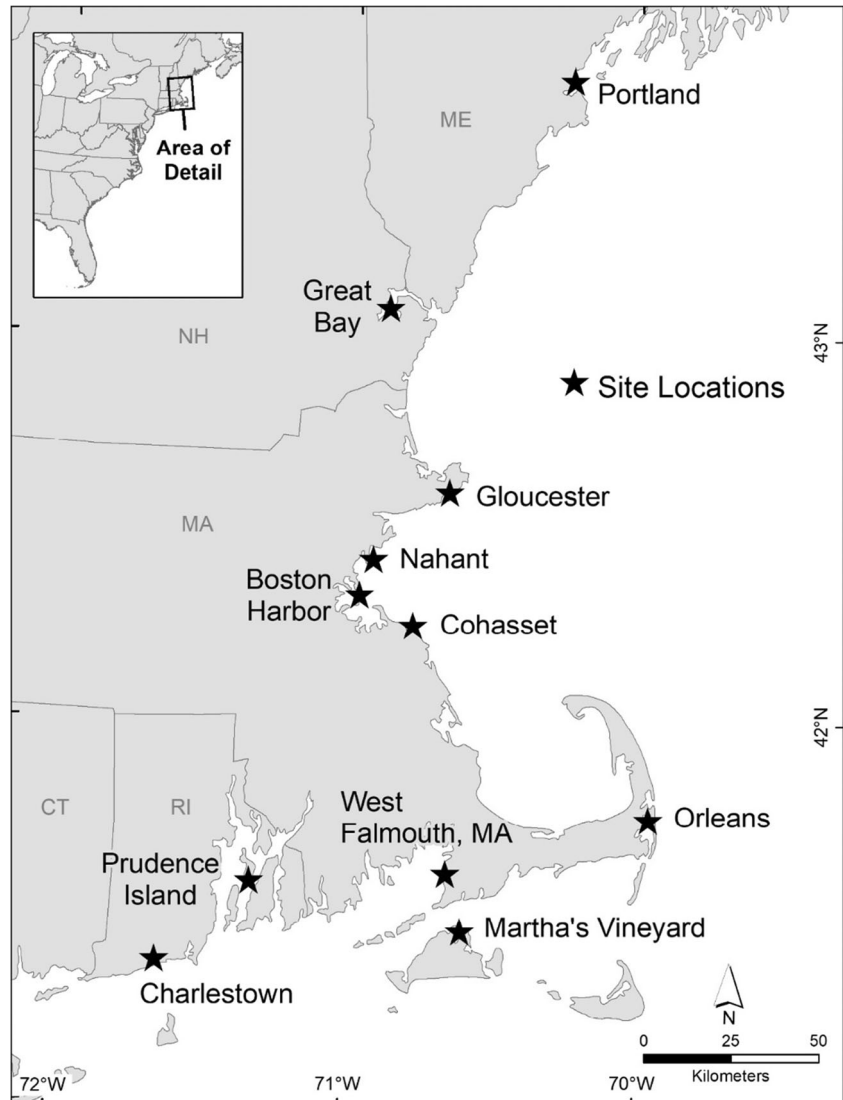 Area of
Detail
ME
Portland
Great
Bay
NH
43°N
Site Locations
Gloucester
MA
Nahant
Boston
Harbor
Cohasset
42°N
CT
RI
West
Falmouth, MA
Orleans
Prudence
Island
Martha's Vineyard
Charlestown
N
0 25 50
Kilometers
72°W 71°W 70°W